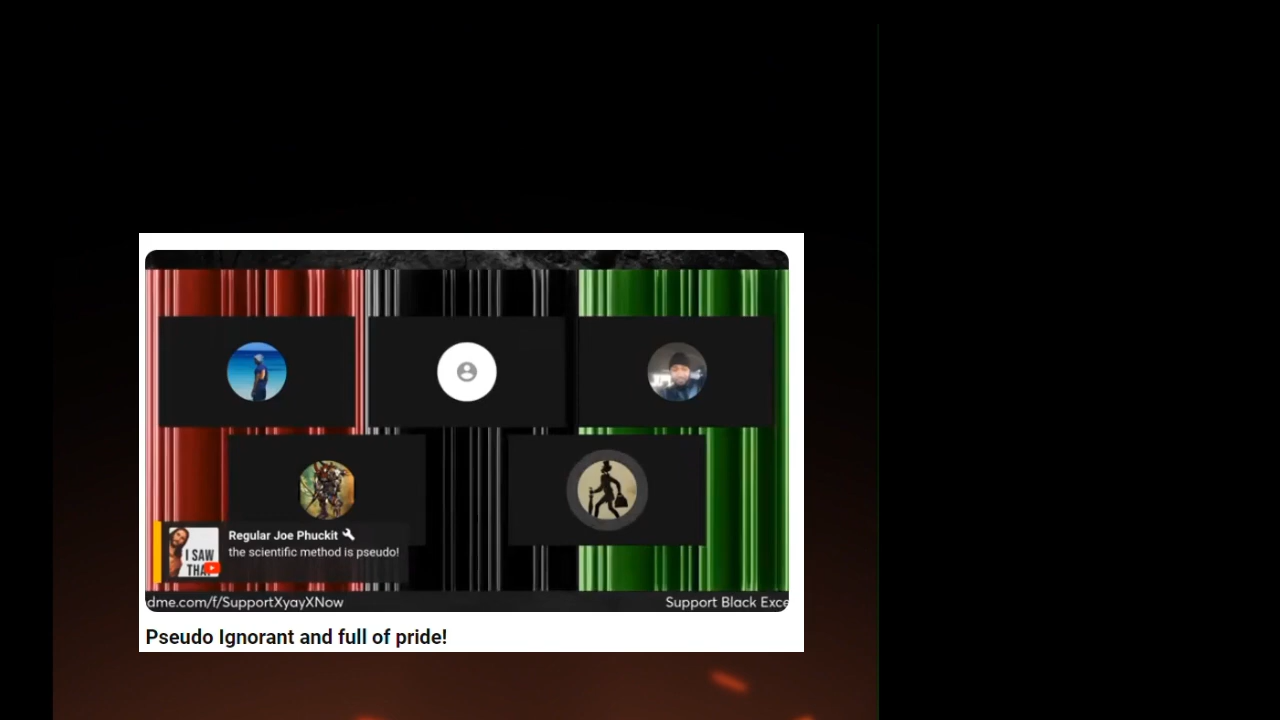 Regular Joe Phuckit
the scientific method is pseudo!
I SAW
THA
dme.com/f/SupportXyayXNow
Support Black Exce
Pseudo Ignorant and full of pride!